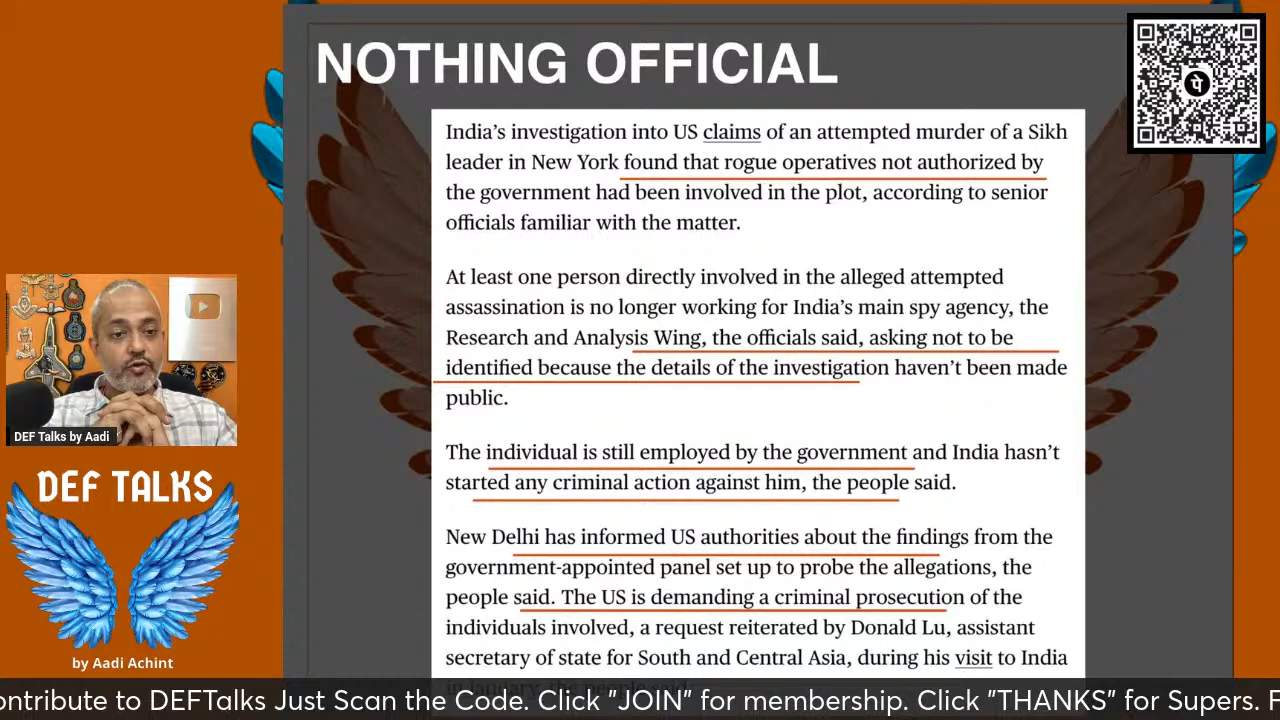 NOTHING OFFICIAL
पे
India’s investigation into US claims of an attempted murder of a Sikh
leader in New York found that rogue operatives not authorized by
the government had been involved in the plot, according to senior
officials familiar with the matter.
At least one person directly involved in the alleged attempted
assassination is no longer working for India’s main spy agency, the
Research and Analysis Wing, the officials said, asking not to be
identified because the details of the investigation haven’t been made
public.
The individual is still employed by the government and India hasn’t
started any criminal action against him, the people said.
New Delhi has informed US authorities about the findings from the
government-appointed panel set up to probe the allegations, the
people said. The US is demanding a criminal prosecution of the
individuals involved, a request reiterated by Donald Lu, assistant
secretary of state for South and Central Asia, during his visit to India
in January, the people said.
DEF Talks by Aadi
DEF TALKS
by Aadi Achint
ontribute to DEFTalks Just Scan the Code. Click "JOIN" for membership. Click "THANKS" for Supers. F